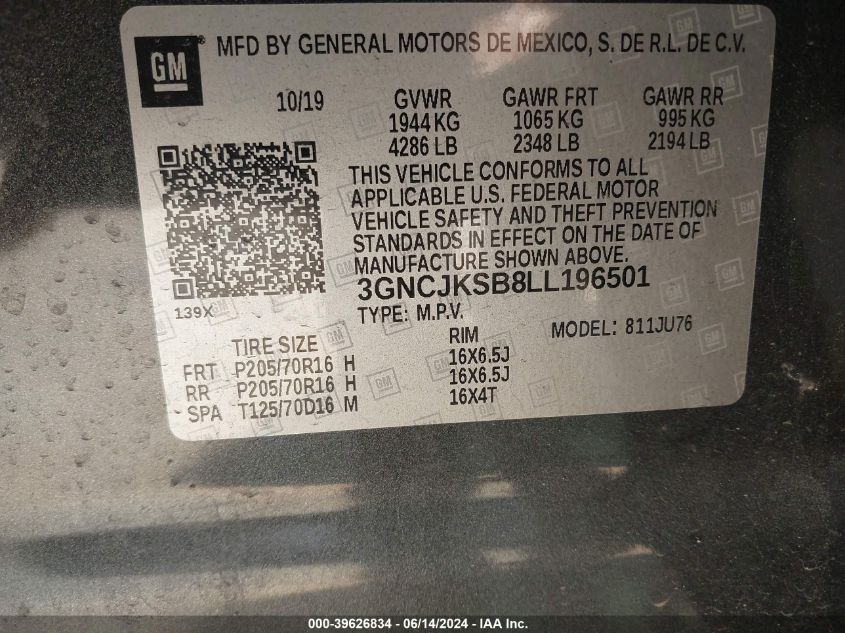 GM® MFD BY GENERAL MOTORS DE MEXICO, S. DE R.L. DE C.V.
10/19 GVWR GAWR FRT GAWR RR
1944 KG 1065 KG 995 KG
4286 LB 2348 LB 2194 LB
THIS VEHICLE CONFORMS TO ALL
APPLICABLE U.S. FEDERAL MOTOR
VEHICLE SAFETY AND THEFT PREVENTION
STANDARDS IN EFFECT ON THE DATE OF
MANUFACTURE SHOWN ABOVE.
3GNCJKSB8LL196501
139X TYPE: M.P.V. MODEL: 811JU76
TIRE SIZE RIM
FRT P205/70R16 H 16X6.5J
RR P205/70R16 H 16X6.5J
SPA T125/70D16 M 16X4T
000-39626834 - 06/14/2024 - IAA Inc.